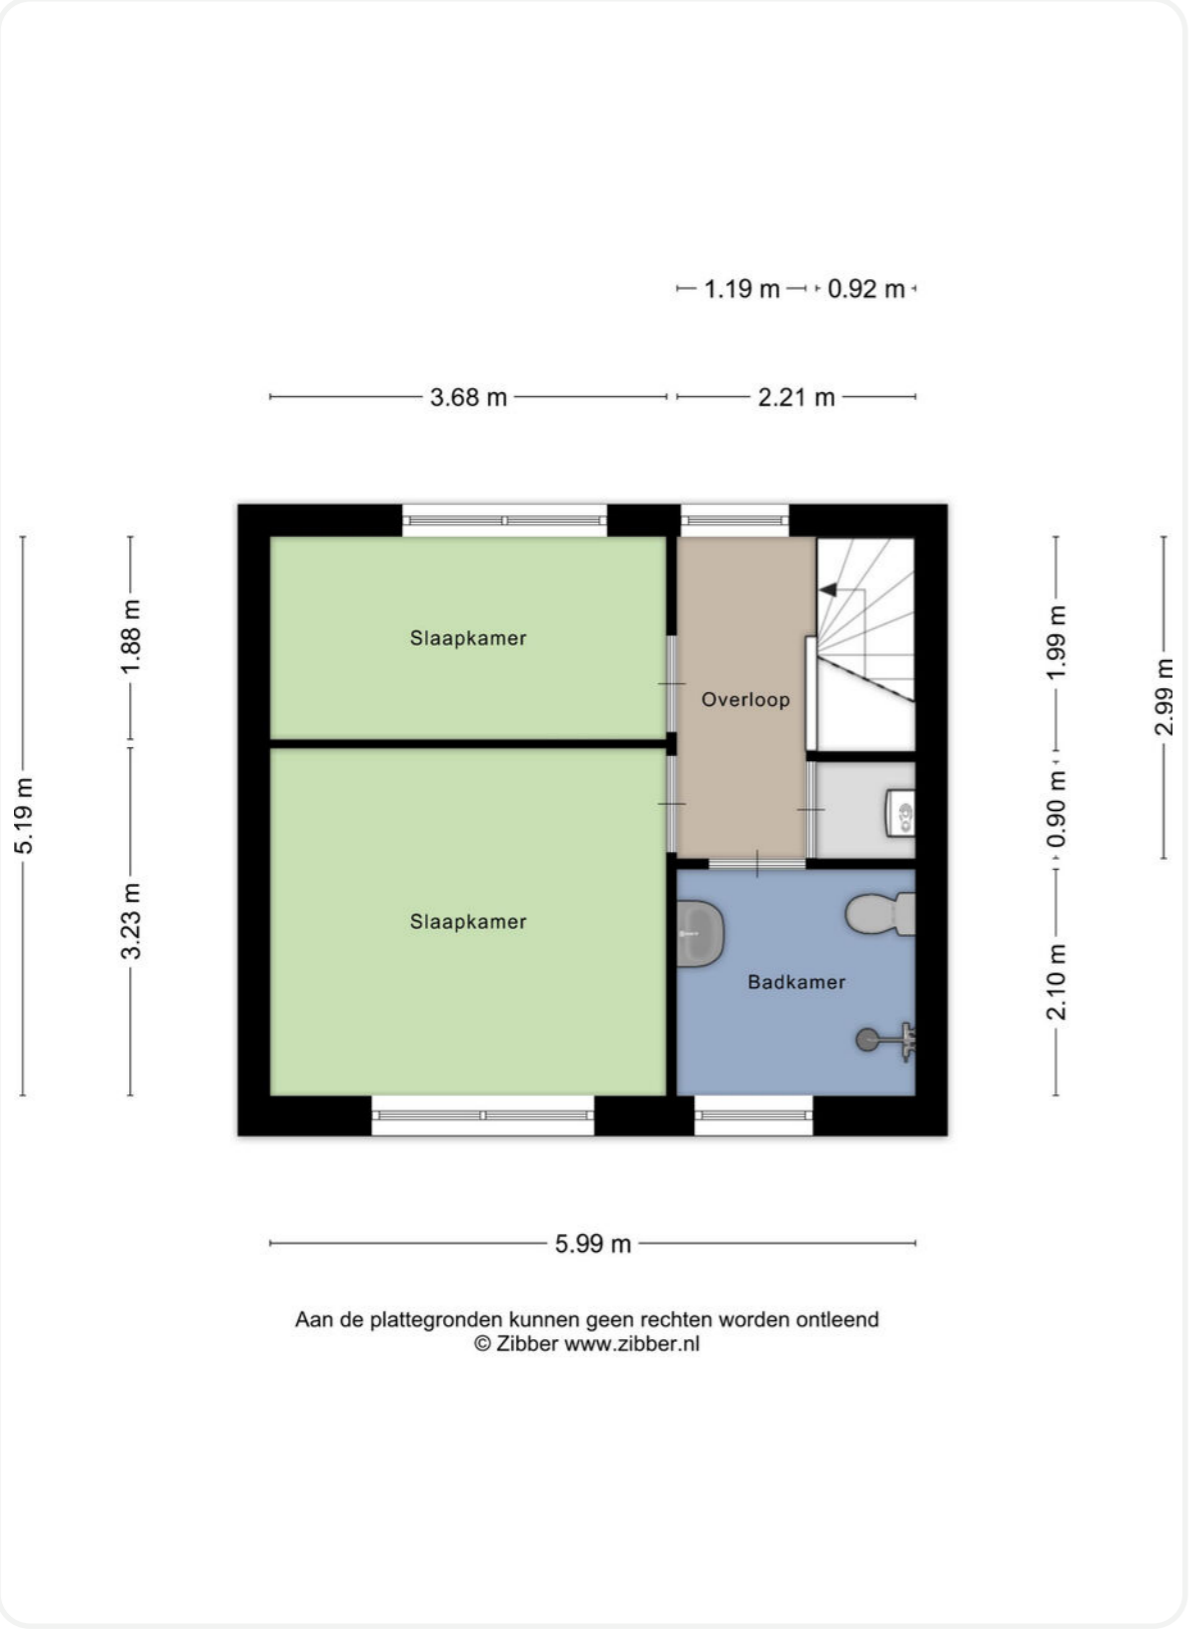 1.19 m 0.92 m
3.68 m 2.21 m
Slaapkamer
1.88 m
1.99 m
2.99 m
Overloop
5.19 m
0.90 m
3.23 m
Slaapkamer
2.10 m
Badkamer
5.99 m
Aan de plattegronden kunnen geen rechten worden ontleend
© Zibber www.zibber.nl